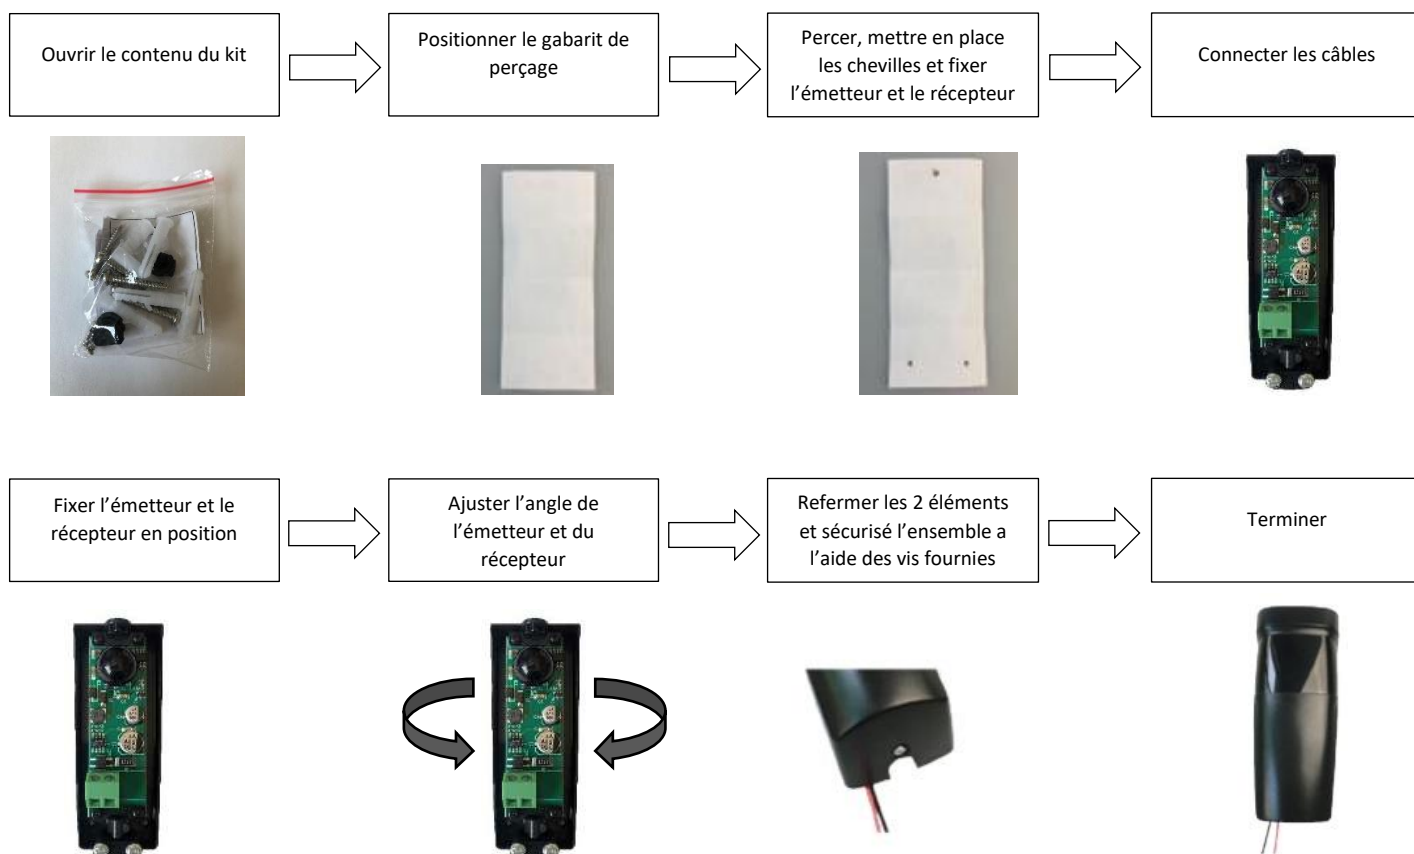 Ouvrir le contenu du kit
Positionner le gabarit de
perçage
Percer, mettre en place
les chevilles et fixer
l’émetteur et le récepteur
Connecter les câbles
Fixer l’émetteur et le
récepteur en position
Ajuster l’angle de
l’émetteur et du
récepteur
Refermer les 2 éléments
et sécurisé l’ensemble a
l’aide des vis fournies
Terminer